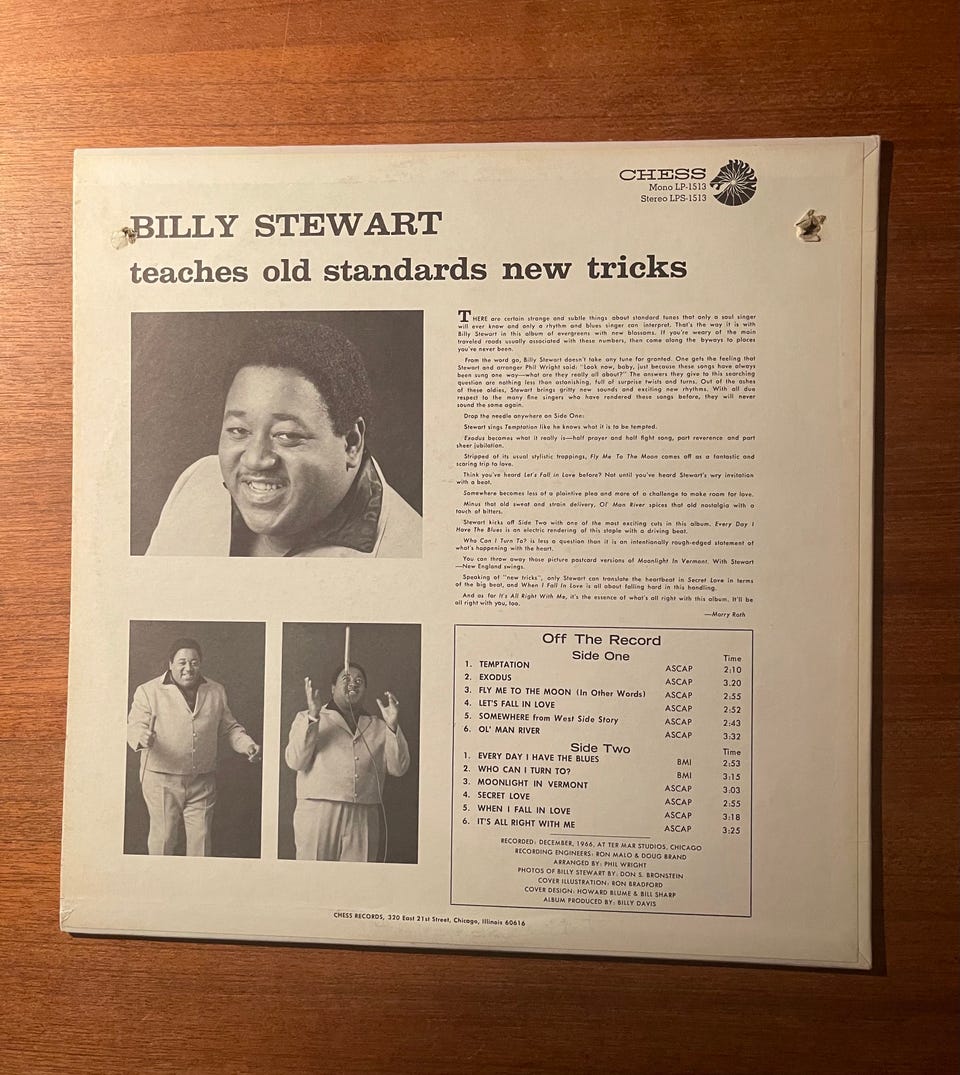 CHESS
Mono LP-1513
Stereo LPS-1513
BILLY STEWART
teaches old standards new tricks
THERE are certain strange and subtle things about standard tunes that only a soul singer
will ever know and only a rhythm and blues singer can interpret. That's the way it is with
Billy Stewart in this album of evergreens with new blossoms. If you're weary of the main
traveled roads usually associated with these numbers, then come along the byways to places
you've never been.
From the word go, Billy Stewart doesn't take any tune for granted. One gets the feeling that
Stewart and arranger Phil Wright said: "Look now, baby, just because these songs have always
been sung one way—what are they really all about?" The answers they give to this searching
question are nothing less than astonishing, full of surprise twists and turns. Out of the ashes
of these oldies, Stewart brings gritty new sounds and exciting new rhythms. With all due
respect to the many fine singers who have rendered these songs before, they will never
sound the same again.
Drop the needle anywhere on Side One:
Stewart sings Temptation like he knows what it is to be tempted.
Exodus becomes what it really is—half prayer and half fight song, part reverence and part
sheer jubilation.
Stripped of its usual stylistic trappings, Fly Me To The Moon comes off as a fantastic and
soaring trip to love.
Think you've heard Let's Fall in Love before? Not until you've heard Stewart's wry invitation
with a beat.
Somewhere becomes less of a plaintive plea and more of a challenge to make room for love.
Minus that old sweat and strain delivery, Ol' Man River spices that old nostalgia with a
touch of bitters.
Stewart kicks off Side Two with one of the most exciting cuts in this album. Every Day I
Have The Blues is an electric rendering of this staple with a driving beat.
Who Can I Turn To? is less a question than it is an intentionally rough-edged statement of
what's happening with the heart.
You can throw away those picture postcard versions of Moonlight In Vermont. With Stewart
—New England swings.
Speaking of "new tricks", only Stewart can translate the heartbeat in Secret Love in terms
of the big beat, and When I Fall In Love is all about falling hard in this handling.
And as for It's All Right With Me, it's the essence of what's all right with this album. It'll be
all right with you, too.
—Marry Roth
Off The Record
Side One
Time
1. TEMPTATION ASCAP 2:10
2. EXODUS ASCAP 3.20
3. FLY ME TO THE MOON (In Other Words) ASCAP 2:55
4. LET'S FALL IN LOVE ASCAP 2:52
5. SOMEWHERE from West Side Story ASCAP 2:43
6. OL' MAN RIVER ASCAP 3:32
Side Two
Time
1. EVERY DAY I HAVE THE BLUES BMI 2:53
2. WHO CAN I TURN TO? BMI 3:15
3. MOONLIGHT IN VERMONT ASCAP 3:03
4. SECRET LOVE ASCAP 2:55
5. WHEN I FALL IN LOVE ASCAP 3:18
6. IT'S ALL RIGHT WITH ME ASCAP 3:25
RECORDED: DECEMBER, 1966, AT TER MAR STUDIOS, CHICAGO
RECORDING ENGINEERS: RON MALO & DOUG BRAND
ARRANGED BY: PHIL WRIGHT
PHOTOS OF BILLY STEWART BY: DON S. BRONSTEIN
COVER ILLUSTRATION: RON BRADFORD
COVER DESIGN: HOWARD BLUME & BILL SHARP
ALBUM PRODUCED BY: BILLY DAVIS
CHESS RECORDS, 320 East 21st Street, Chicago, Illinois 60616